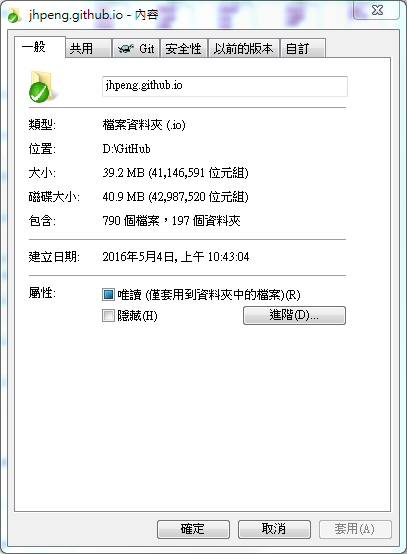 jhpeng.github.io - 內容
一般 共用 Git 安全性 以前的版本 自訂
jhpeng.github.io
類型: 檔案資料夾 (.io)
位置: D:\GitHub
大小: 39.2 MB (41,146,591 位元組)
磁碟大小: 40.9 MB (42,987,520 位元組)
包含: 790 個檔案，197 個資料夾
建立日期: 2016年5月4日, 上午 10:43:04
屬性: 唯讀 (僅套用到資料夾中的檔案)(R)
隱藏(H) 進階(D)...
確定 取消 套用(A)